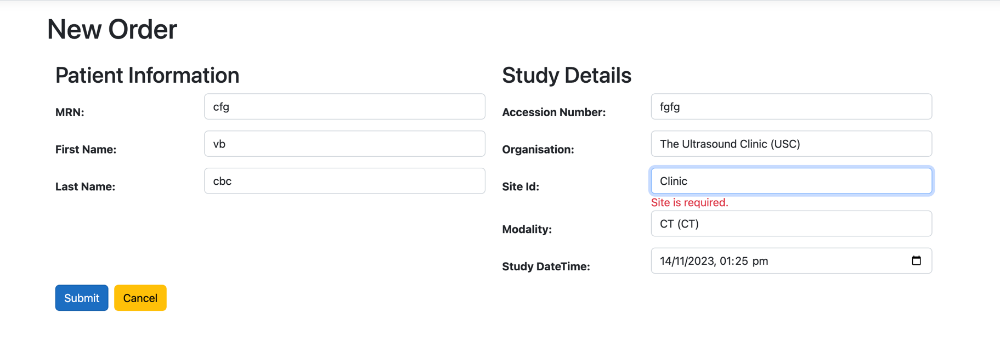 New Order
Patient Information
MRN:
cfg
First Name:
vb
Last Name:
cbc
Study Details
Accession Number:
fgfg
Organisation:
The Ultrasound Clinic (USC)
Site Id:
Clinic
Site is required.
Modality:
CT (CT)
Study DateTime:
14/11/2023, 01:25 pm
Submit
Cancel